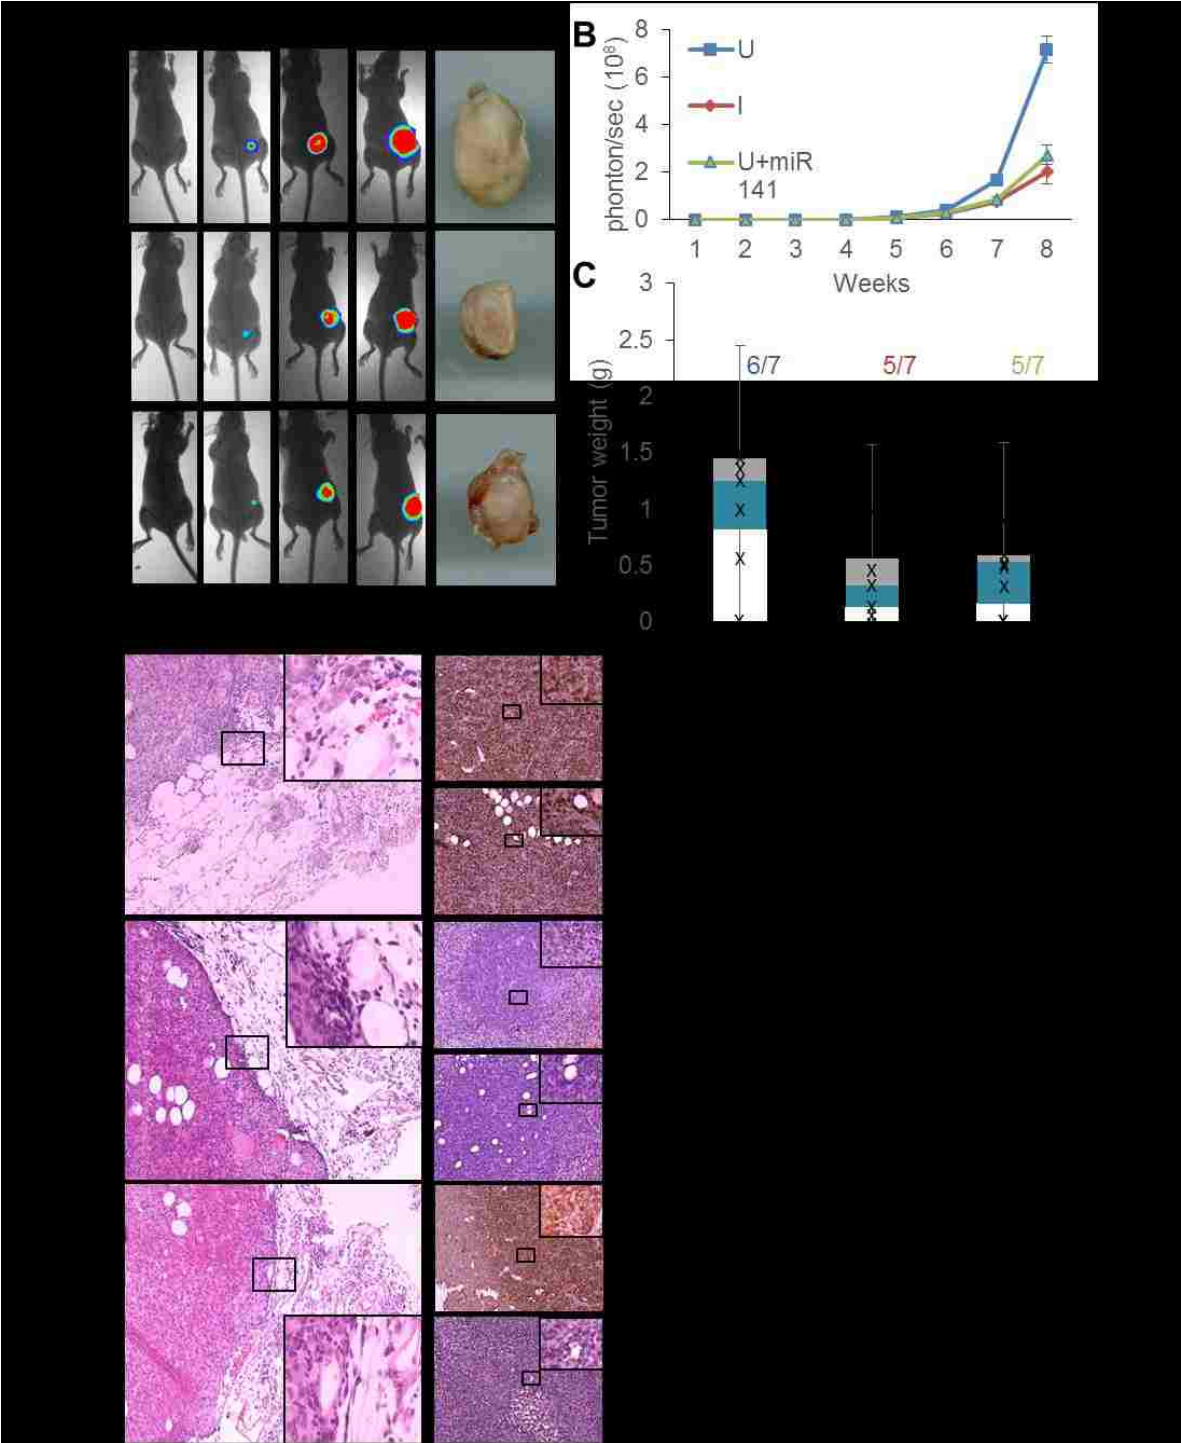 B
phonton/sec (10⁸)
8
6
4
2
0
U
I
U+miR
141
1 2 3 4 5 6 7 8
Weeks
C
Tumor weight (g)
3
2.5
2
1.5
1
0.5
0
6/7 5/7 5/7